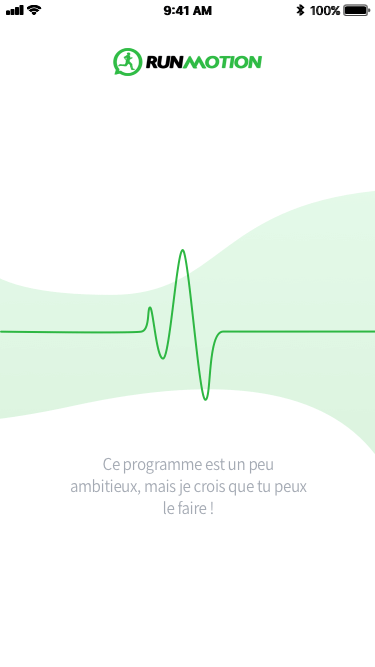 9:41 AM
100%
RUNMOTION
Ce programme est un peu
ambitieux, mais je crois que tu peux
le faire !